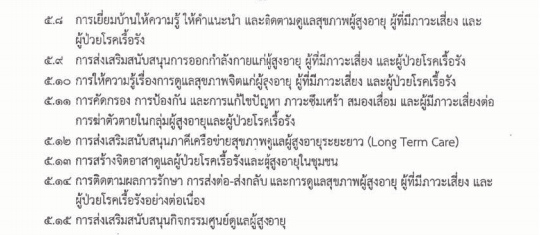 ๕.๘ การเยี่ยมบ้านให้ความรู้ ให้คำแนะนำ และติดตามดูแลสุขภาพผู้สูงอายุ ผู้ที่มีภาวะเสี่ยง และ
ผู้ป่วยโรคเรื้อรัง
๕.๙ การส่งเสริมสนับสนุนการออกกำลังกายแก่ผู้สูงอายุ ผู้ที่มีภาวะเสี่ยง และผู้ป่วยโรคเรื้อรัง
๕.๑๐ การให้ความรู้เรื่องการดูแลสุขภาพจิตแก่ผู้สูงอายุ ผู้ที่มีภาวะเสี่ยง และผู้ป่วยโรคเรื้อรัง
๕.๑๑ การคัดกรอง การป้องกัน และการแก้ไขปัญหา ภาวะซึมเศร้า สมองเสื่อม และผู้มีภาวะเสี่ยงต่อ
การฆ่าตัวตายในกลุ่มผู้สูงอายุและผู้ป่วยโรคเรื้อรัง
๕.๑๒ การส่งเสริมสนับสนุนภาคีเครือข่ายสุขภาพดูแลผู้สูงอายุระยะยาว (Long Term Care)
๕.๑๓ การสร้างจิตอาสาดูแลผู้ป่วยโรคเรื้อรังและผู้สูงอายุในชุมชน
๕.๑๔ การติดตามผลการรักษา การส่งต่อ-ส่งกลับ และการดูแลสุขภาพผู้สูงอายุ ผู้ที่มีภาวะเสี่ยง และ
ผู้ป่วยโรคเรื้อรังอย่างต่อเนื่อง
๕.๑๕ การส่งเสริมสนับสนุนกิจกรรมศูนย์ดูแลผู้สูงอายุ